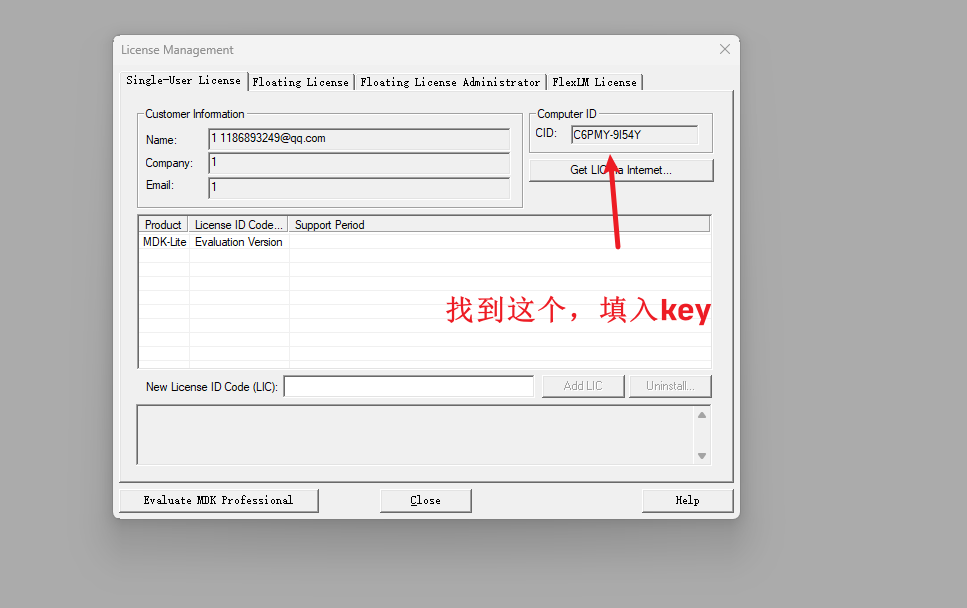 License Management
Single-User License
Floating License
Floating License Administrator
FlexLM License
Customer Information
Name:
1 1186893249@qq.com
Company:
1
Email:
1
Computer ID
CID:
C6PMY-9I54Y
Get LIC via Internet...
Product
License ID Code...
Support Period
MDK-Lite
Evaluation Version
找到这个，填入key
New License ID Code (LIC):
Add LIC
Uninstall...
Evaluate MDK Professional
Close
Help